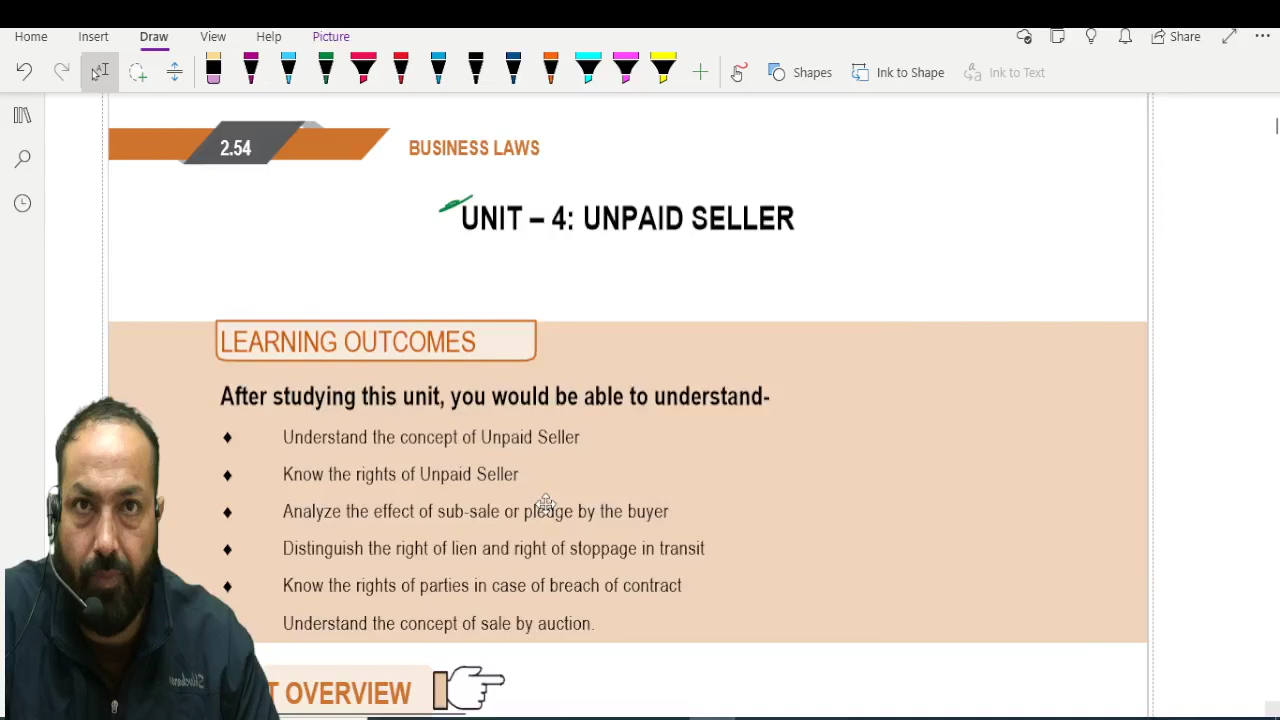 Home Insert Draw View Help Picture Share
Shapes Ink to Shape Ink to Text
2.54 BUSINESS LAWS
UNIT – 4: UNPAID SELLER
LEARNING OUTCOMES
After studying this unit, you would be able to understand-
♦ Understand the concept of Unpaid Seller
♦ Know the rights of Unpaid Seller
♦ Analyze the effect of sub-sale or pledge by the buyer
♦ Distinguish the right of lien and right of stoppage in transit
♦ Know the rights of parties in case of breach of contract
Understand the concept of sale by auction.
T OVERVIEW